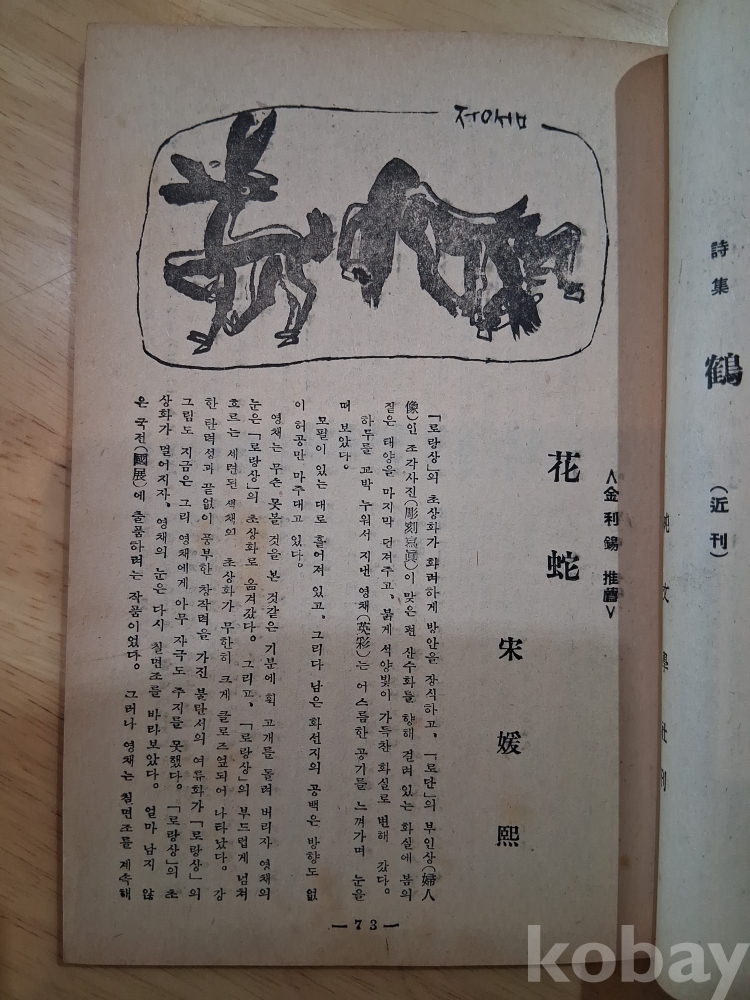 詩集 鶴 (近刊)
純文學社刊
<金利錫 推薦>
花蛇
宋媛熙
「로랑상」의 초상화가 화려하게 방안을 장식하고, 「로단」의 부인상(婦人
像)인 조각사진(彫刻寫眞)이 맞은 편 산수화를 향해 걸려 있는 화실에 봄의
짙은 태양을 마지막 던져주고, 붉게 석양빛이 가득찬 화실로 변해 갔다.
하두를 꼬박 누워서 지낸 영채(英彩)는 어스름한 공기를 느껴가며 눈을
떠 보았다.
모필이 있는 대로 흩어져 있고, 그리다 남은 화선지의 공백은 방향도 없
이 허공만 마주대고 있다.
영채는 무슨 못볼 것을 본 것같은 기분에 획 고개를 돌려 버리자 영채의
눈은 「로랑상」의 초상화로 옮겨갔다. 그리고, 「로랑상」의 부드럽게 넘쳐
흐르는 세련된 색채의 초상화가 무한히 크게 클로즈엎되어 나타났다. 강
한 탄력성과 끝없이 풍부한 창작력을 가진 불란서의 여류화가 「로랑상」의
그림도 지금은 그리 영채에게 아무 자극도 주지를 못했다. 「로랑상」의 초
상화가 멀어지자, 영채의 눈은 다시 칠면조를 바라보았다. 얼마 남지 않
은 국전(國展)에 출품하려는 작품이었다. 그러나 영채는 칠면조를 계속해
—73—
kobay